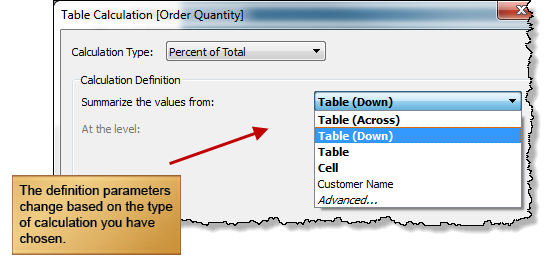 Table Calculation [Order Quantity]
Calculation Type: Percent of Total
Calculation Definition
Summarize the values from: Table (Down)
At the level:
Table (Across)
Table (Down)
Table
Cell
Customer Name
Advanced...
The definition parameters
change based on the type
of calculation you have
chosen.